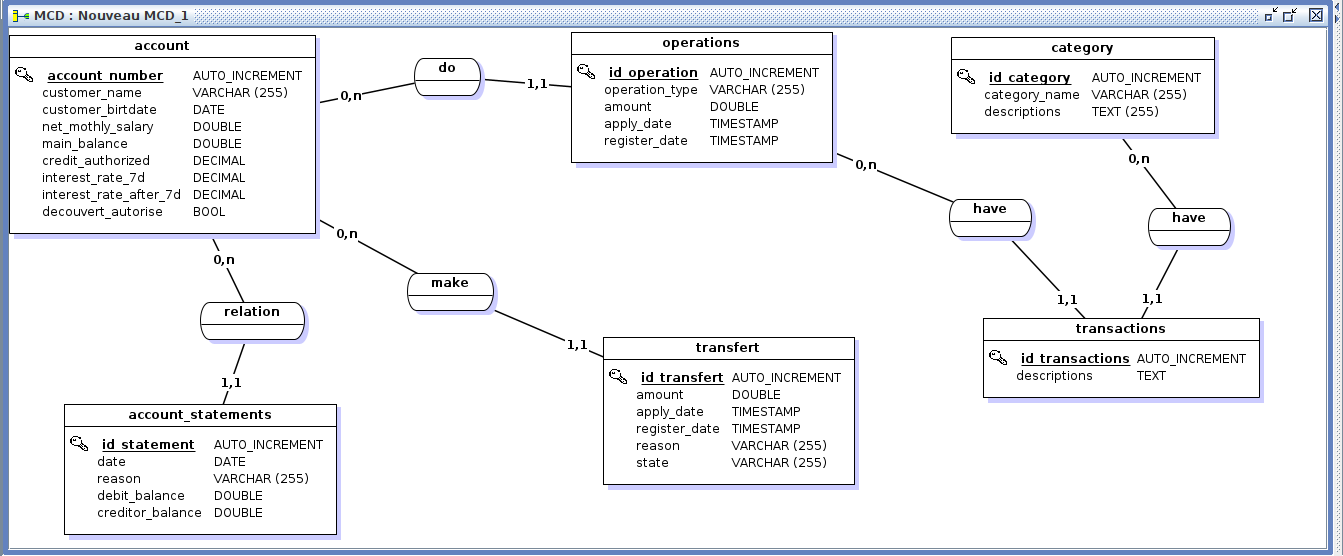 MCD : Nouveau MCD_1
account
account_number AUTO_INCREMENT
customer_name VARCHAR (255)
customer_birtdate DATE
net_mothly_salary DOUBLE
main_balance DOUBLE
credit_authorized DECIMAL
interest_rate_7d DECIMAL
interest_rate_after_7d DECIMAL
decouvert_autorise BOOL
0,n
do
1,1
operations
id_operation AUTO_INCREMENT
operation_type VARCHAR (255)
amount DOUBLE
apply_date TIMESTAMP
register_date TIMESTAMP
category
id_category AUTO_INCREMENT
category_name VARCHAR (255)
descriptions TEXT (255)
0,n
have
1,1
0,n
have
1,1
transactions
id_transactions AUTO_INCREMENT
descriptions TEXT
0,n
make
1,1
transfert
id_transfert AUTO_INCREMENT
amount DOUBLE
apply_date TIMESTAMP
register_date TIMESTAMP
reason VARCHAR (255)
state VARCHAR (255)
0,n
relation
1,1
account_statements
id_statement AUTO_INCREMENT
date DATE
reason VARCHAR (255)
debit_balance DOUBLE
creditor_balance DOUBLE